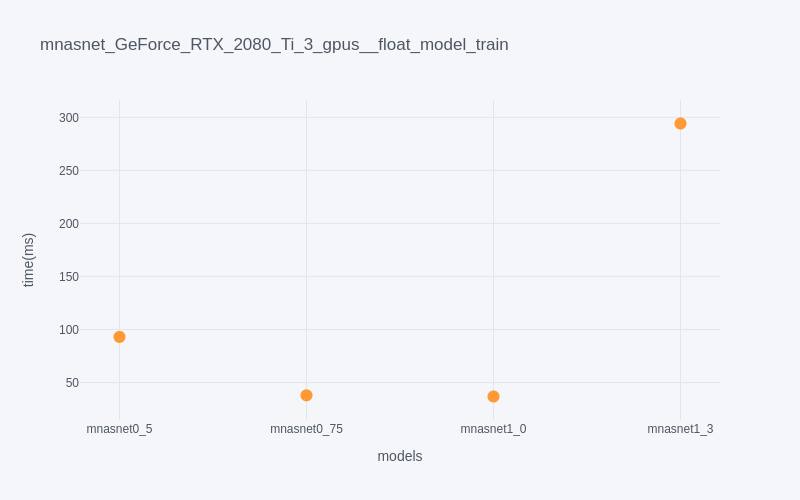 mnasnet_GeForce_RTX_2080_Ti_3_gpus__float_model_train
300
250
200
150
100
50
time(ms)
mnasnet0_5
mnasnet0_75
mnasnet1_0
mnasnet1_3
models